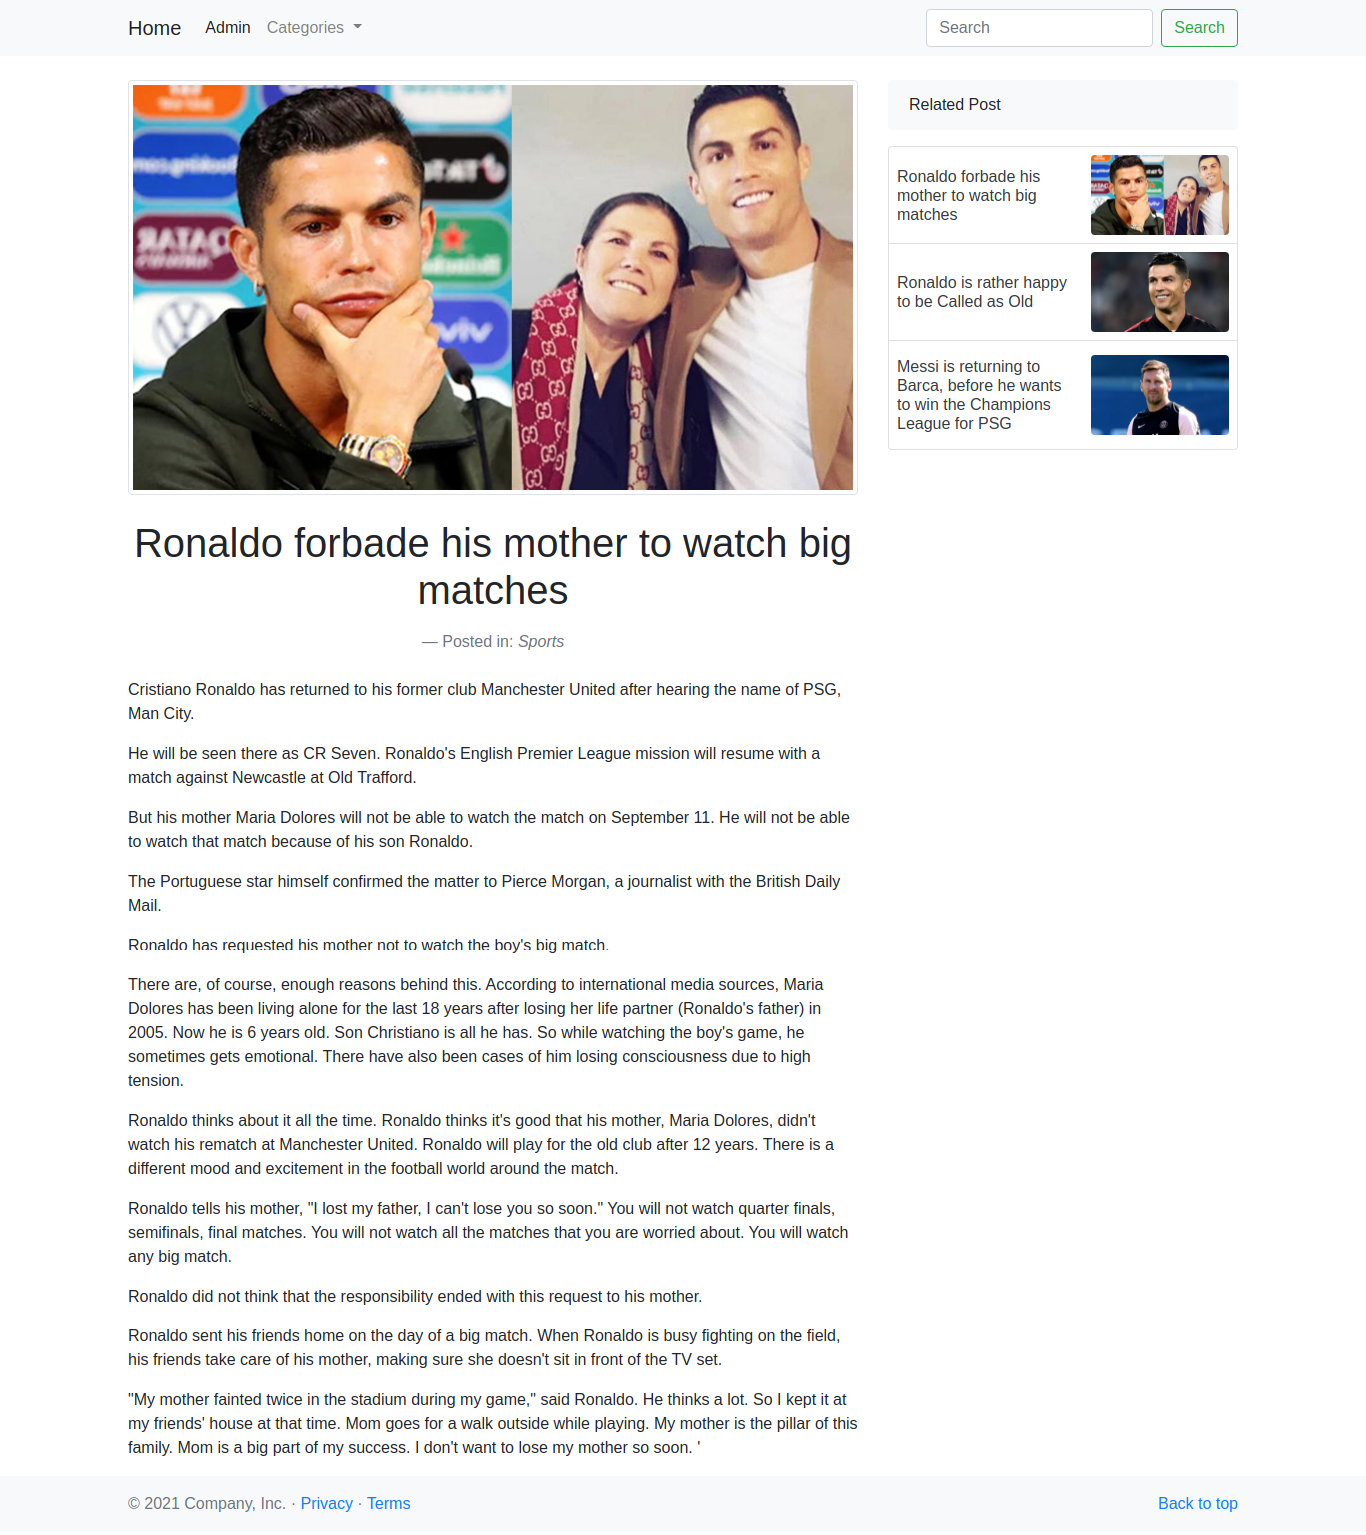 Home Admin Categories Search Search
Related Post
Ronaldo forbade his
mother to watch big
matches
Ronaldo is rather happy
to be Called as Old
Messi is returning to
Barca, before he wants
to win the Champions
League for PSG
Ronaldo forbade his mother to watch big
matches
— Posted in: Sports
Cristiano Ronaldo has returned to his former club Manchester United after hearing the name of PSG,
Man City.
He will be seen there as CR Seven. Ronaldo's English Premier League mission will resume with a
match against Newcastle at Old Trafford.
But his mother Maria Dolores will not be able to watch the match on September 11. He will not be able
to watch that match because of his son Ronaldo.
The Portuguese star himself confirmed the matter to Pierce Morgan, a journalist with the British Daily
Mail.
Ronaldo has requested his mother not to watch the boy's big match.
There are, of course, enough reasons behind this. According to international media sources, Maria
Dolores has been living alone for the last 18 years after losing her life partner (Ronaldo's father) in
2005. Now he is 6 years old. Son Christiano is all he has. So while watching the boy's game, he
sometimes gets emotional. There have also been cases of him losing consciousness due to high
tension.
Ronaldo thinks about it all the time. Ronaldo thinks it's good that his mother, Maria Dolores, didn't
watch his rematch at Manchester United. Ronaldo will play for the old club after 12 years. There is a
different mood and excitement in the football world around the match.
Ronaldo tells his mother, "I lost my father, I can't lose you so soon." You will not watch quarter finals,
semifinals, final matches. You will not watch all the matches that you are worried about. You will watch
any big match.
Ronaldo did not think that the responsibility ended with this request to his mother.
Ronaldo sent his friends home on the day of a big match. When Ronaldo is busy fighting on the field,
his friends take care of his mother, making sure she doesn't sit in front of the TV set.
"My mother fainted twice in the stadium during my game," said Ronaldo. He thinks a lot. So I kept it at
my friends' house at that time. Mom goes for a walk outside while playing. My mother is the pillar of this
family. Mom is a big part of my success. I don't want to lose my mother so soon. '
© 2021 Company, Inc. · Privacy · Terms
Back to top